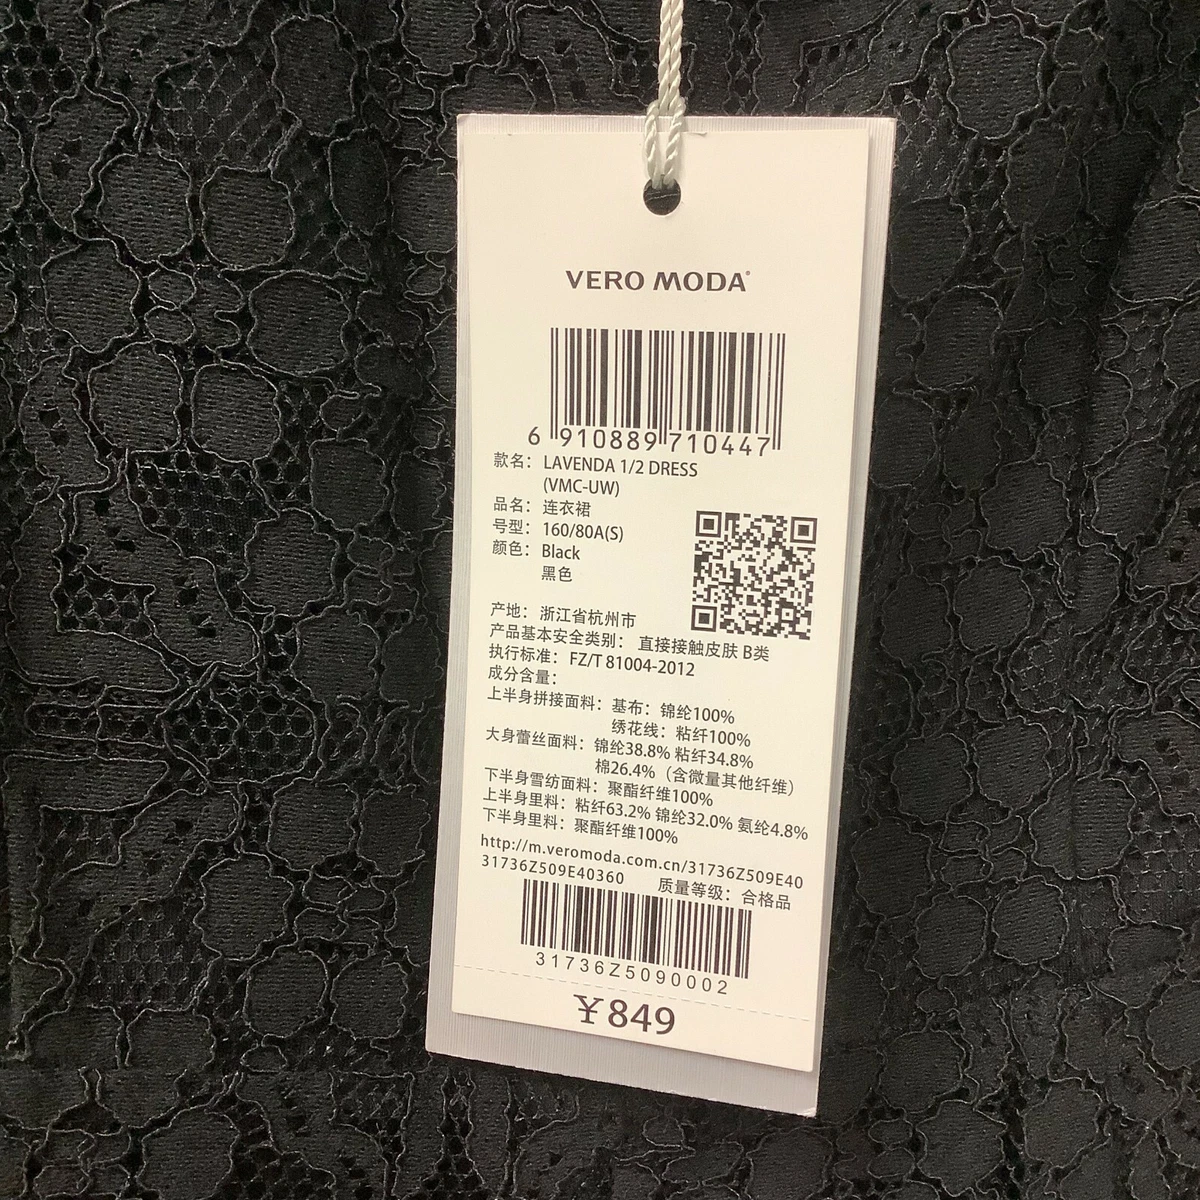 VERO MODA®
6 910889 710447
款名: LAVENDA 1/2 DRESS
(VMC-UW)
品名: 连衣裙
号型: 160/80A(S)
颜色: Black
黑色
产地: 浙江省杭州市
产品基本安全类别: 直接接触皮肤 B类
执行标准: FZ/T 81004-2012
成分含量:
上半身拼接面料: 基布: 锦纶100%
绣花线: 粘纤100%
大身蕾丝面料: 锦纶38.8% 粘纤34.8%
棉26.4% (含微量其他纤维)
下半身雪纺面料: 聚酯纤维100%
上半身里料: 粘纤63.2% 锦纶32.0% 氨纶4.8%
下半身里料: 聚酯纤维100%
http://m.veromoda.com.cn/31736Z509E40
31736Z509E40360 质量等级: 合格品
31736Z5090002
¥849